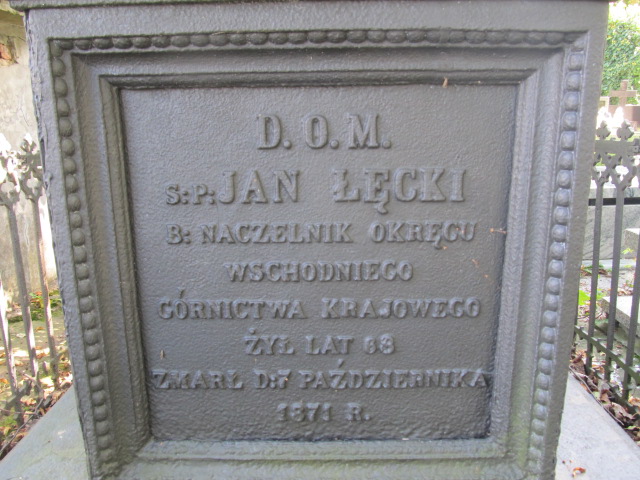 D. O. M.
S:P: JAN ŁĘCKI
B: NACZELNIK OKRĘGU
WSCHODNIEGO
GÓRNICTWA KRAJOWEGO
ŻYŁ LAT 68
ZMARŁ D:7 PAŹDZIERNIKA
1871 R.